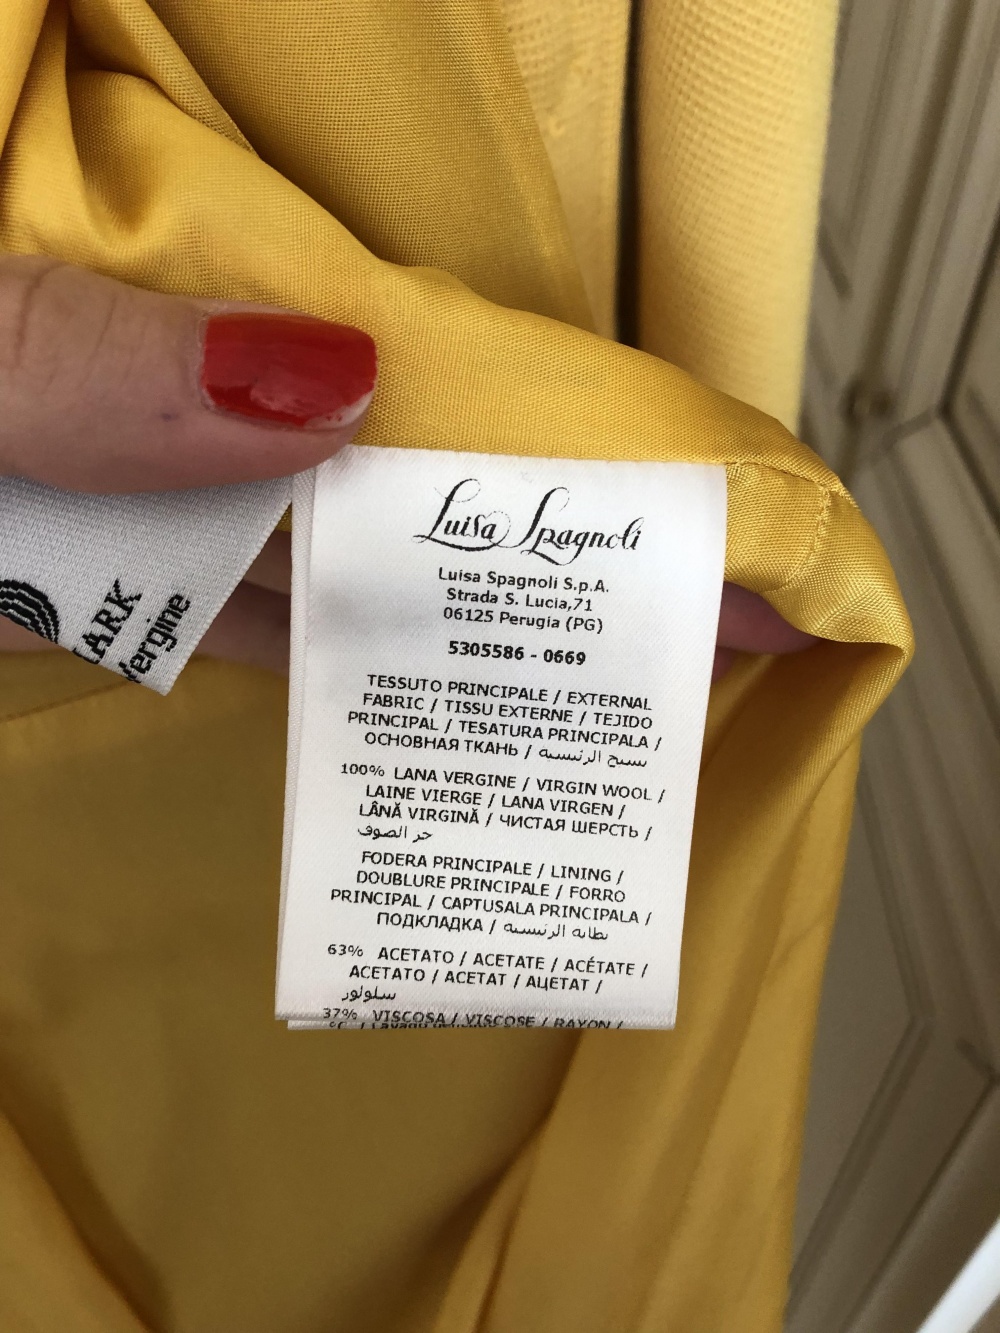 Luisa Spagnoli
Luisa Spagnoli S.p.A.
Strada S. Lucia,71
06125 Perugia (PG)
5305586 - 0669
TESSUTO PRINCIPALE / EXTERNAL
FABRIC / TISSU EXTERNE / TEJIDO
PRINCIPAL / TESATURA PRINCIPALA /
ОСНОВНАЯ ТКАНЬ / نسيج الرئيسية
100% LANA VERGINE / VIRGIN WOOL /
LAINE VIERGE / LANA VIRGEN /
LÂNĂ VIRGINĂ / ЧИСТАЯ ШЕРСТЬ /
حز الصوف
FODERA PRINCIPALE / LINING /
DOUBLURE PRINCIPALE / FORRO
PRINCIPAL / CAPTUSALA PRINCIPALA /
ПОДКЛАДКА / بطانة الرئيسية
63% ACETATO / ACETATE / ACÉTATE /
ACETATO / ACETAT / АЦЕТАТ /
سلولوز
37% VISCOSA / VISCOSE / RAYON /
°C /
ergine